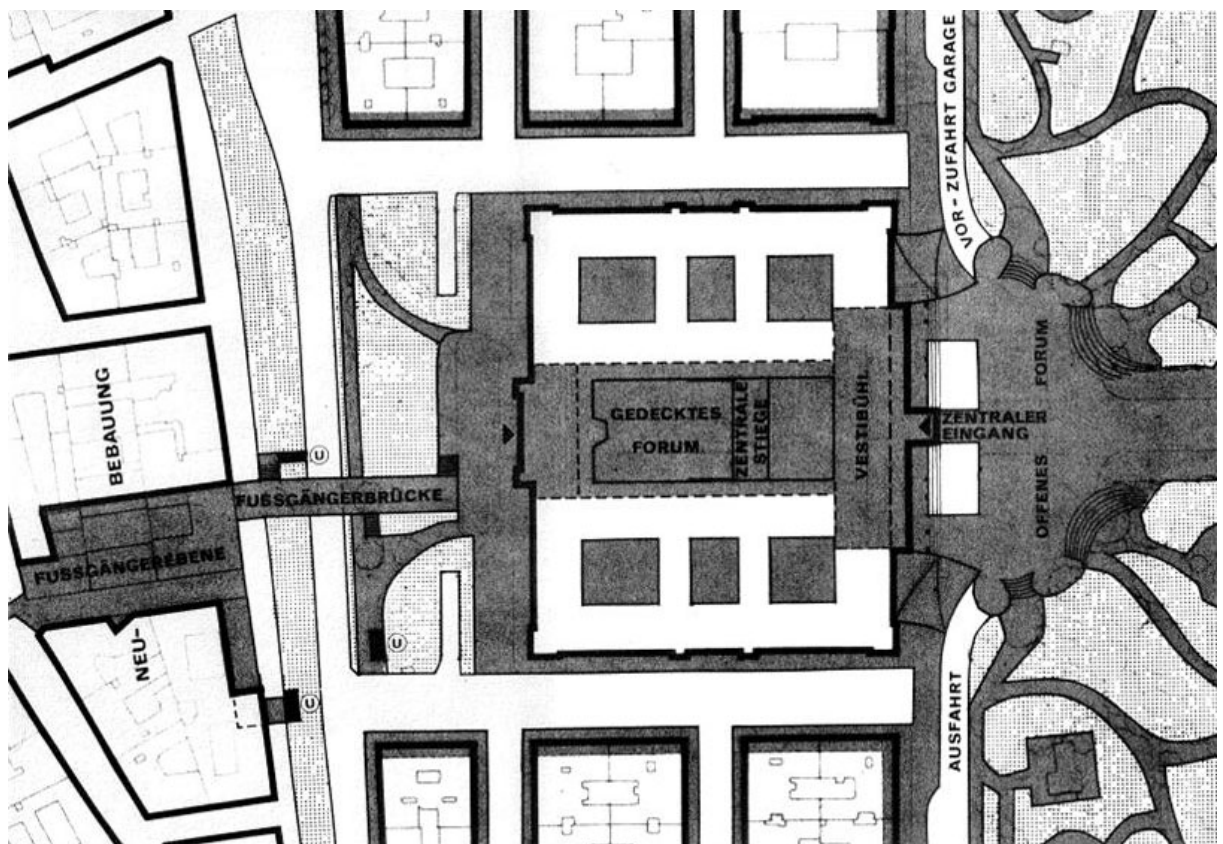 VOR- ZUFAHRT GARAGE
OFFENES FORUM
GEDECKTES
FORUM
ZENTRALE
STIEGE
VESTIBÜHL
ZENTRALER
EINGANG
BEBAUUNG
U
FUSSGÄNGERBRÜCKE
FUSSGÄNGEREBENE
NEU-
U
U
AUSFAHRT